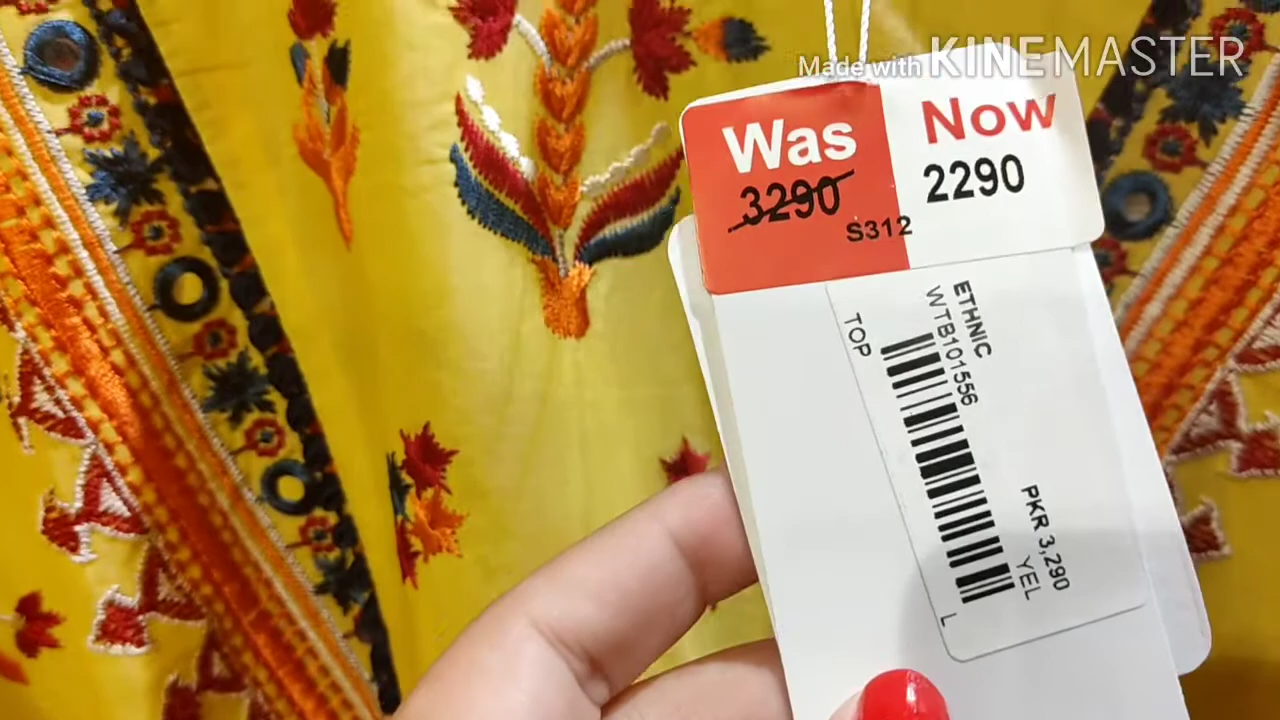 Made with KINEMASTER
Was
3290
Now
2290
S312
ETHNIC
WTB101556
TOP
PKR 3,290
YEL
L